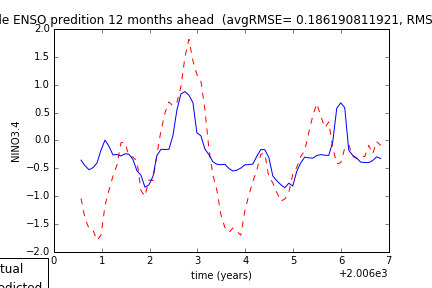 ENSO predition 12 months ahead (avgRMSE= 0.186190811921, RMS
2.0
1.5
1.0
0.5
0.0
−0.5
−1.0
−1.5
−2.0
NINO3.4
0 1 2 3 4 5 6 7
time (years)
+2.006e3
tual